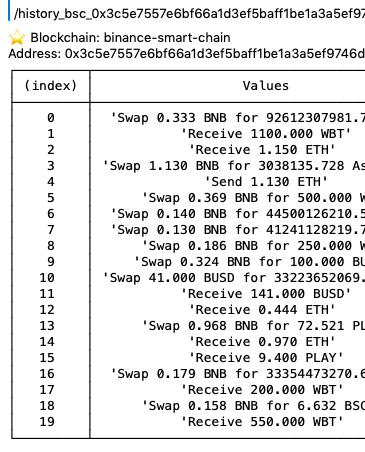 /history_bsc_0x3c5e7557e6bf66a1d3ef5baff1be1a3a5ef97
⭐ Blockchain: binance-smart-chain
Address: 0x3c5e7557e6bf66a1d3ef5baff1be1a3a5ef9746d
(index) Values
0 'Swap 0.333 BNB for 92612307981.7
1 'Receive 1100.000 WBT'
2 'Receive 1.150 ETH'
3 'Swap 1.130 BNB for 3038135.728 As
4 'Send 1.130 ETH'
5 'Swap 0.369 BNB for 500.000 W
6 'Swap 0.140 BNB for 44500126210.5
7 'Swap 0.130 BNB for 41241128219.7
8 'Swap 0.186 BNB for 250.000 W
9 'Swap 0.324 BNB for 100.000 BU
10 'Swap 41.000 BUSD for 33223652069.
11 'Receive 141.000 BUSD'
12 'Receive 0.444 ETH'
13 'Swap 0.968 BNB for 72.521 PL
14 'Receive 0.970 ETH'
15 'Receive 9.400 PLAY'
16 'Swap 0.179 BNB for 33354473270.6
17 'Receive 200.000 WBT'
18 'Swap 0.158 BNB for 6.632 BSC
19 'Receive 550.000 WBT'